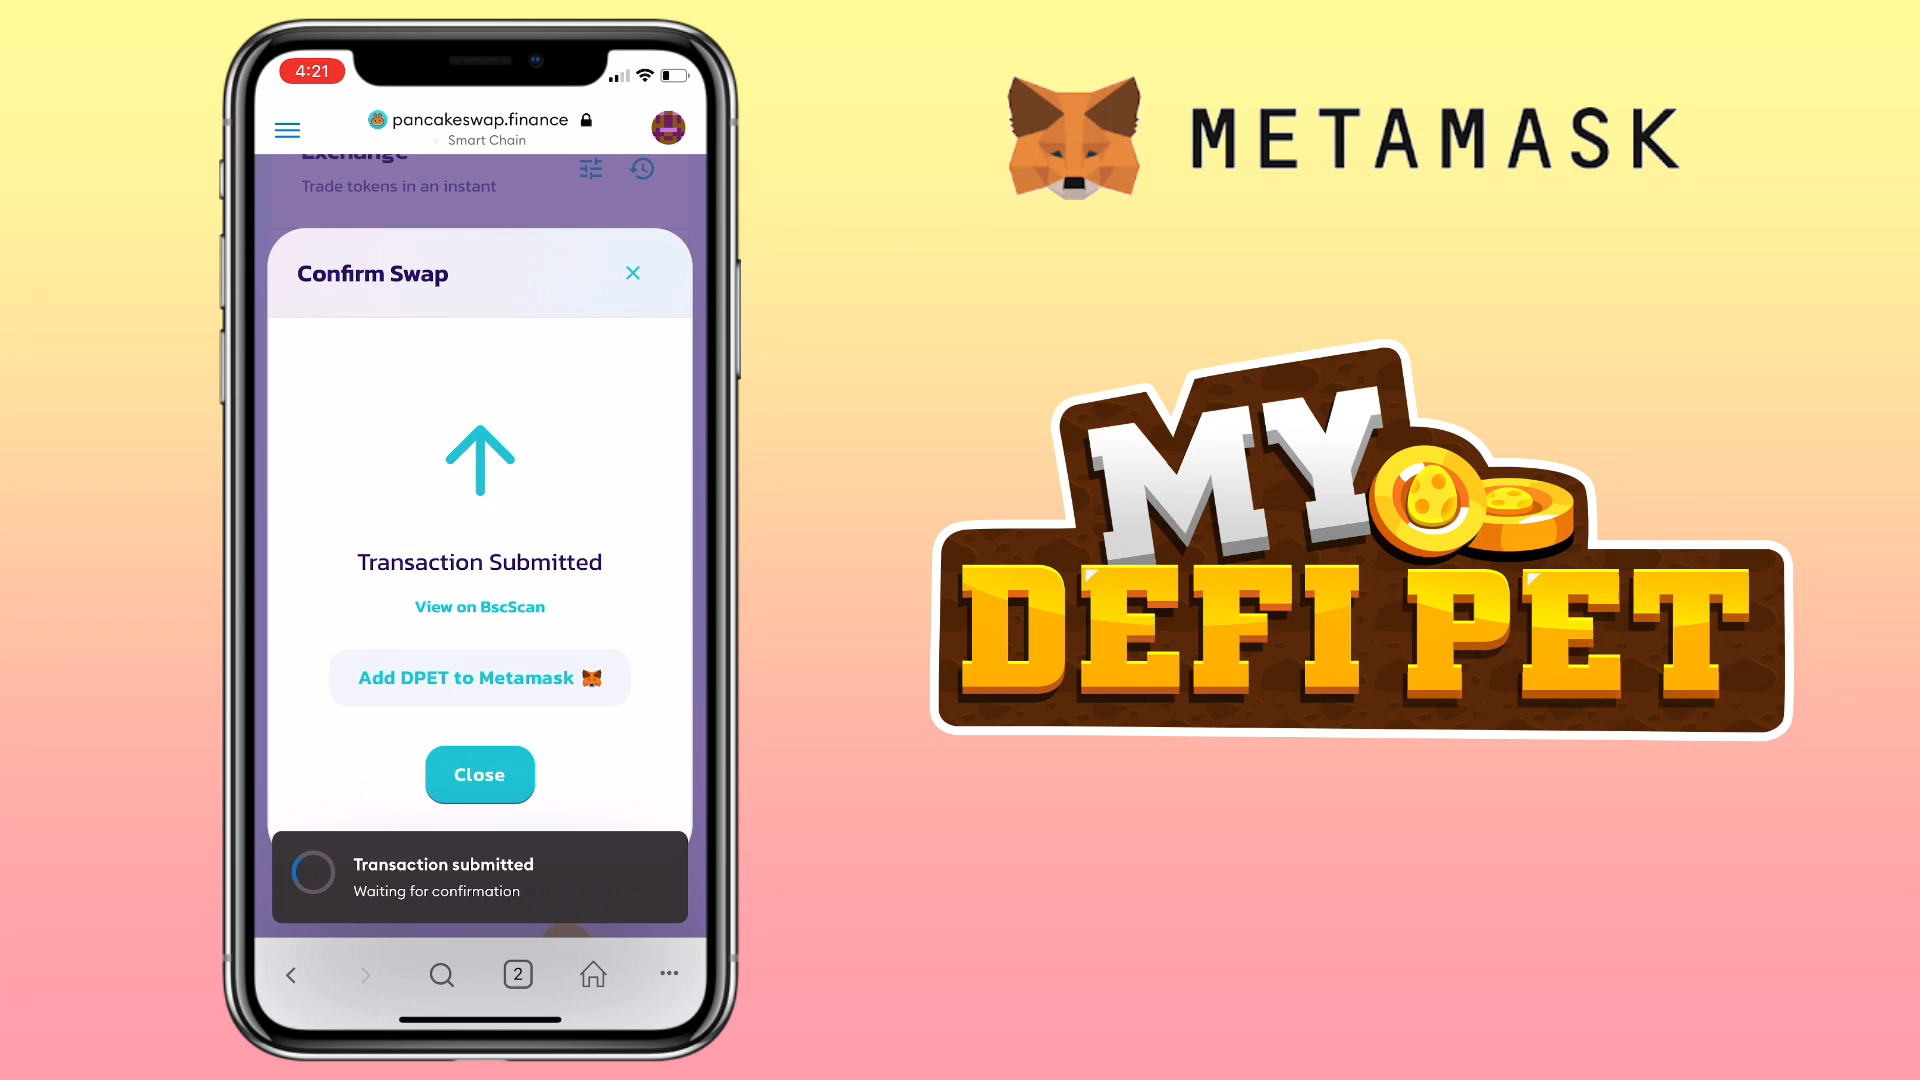 4:21
pancakeswap.finance
Smart Chain
Exchange
Trade tokens in an instant
Confirm Swap
Transaction Submitted
View on BscScan
Add DPET to Metamask
Close
Transaction submitted
Waiting for confirmation
2
METAMASK
MY
DEFI PET